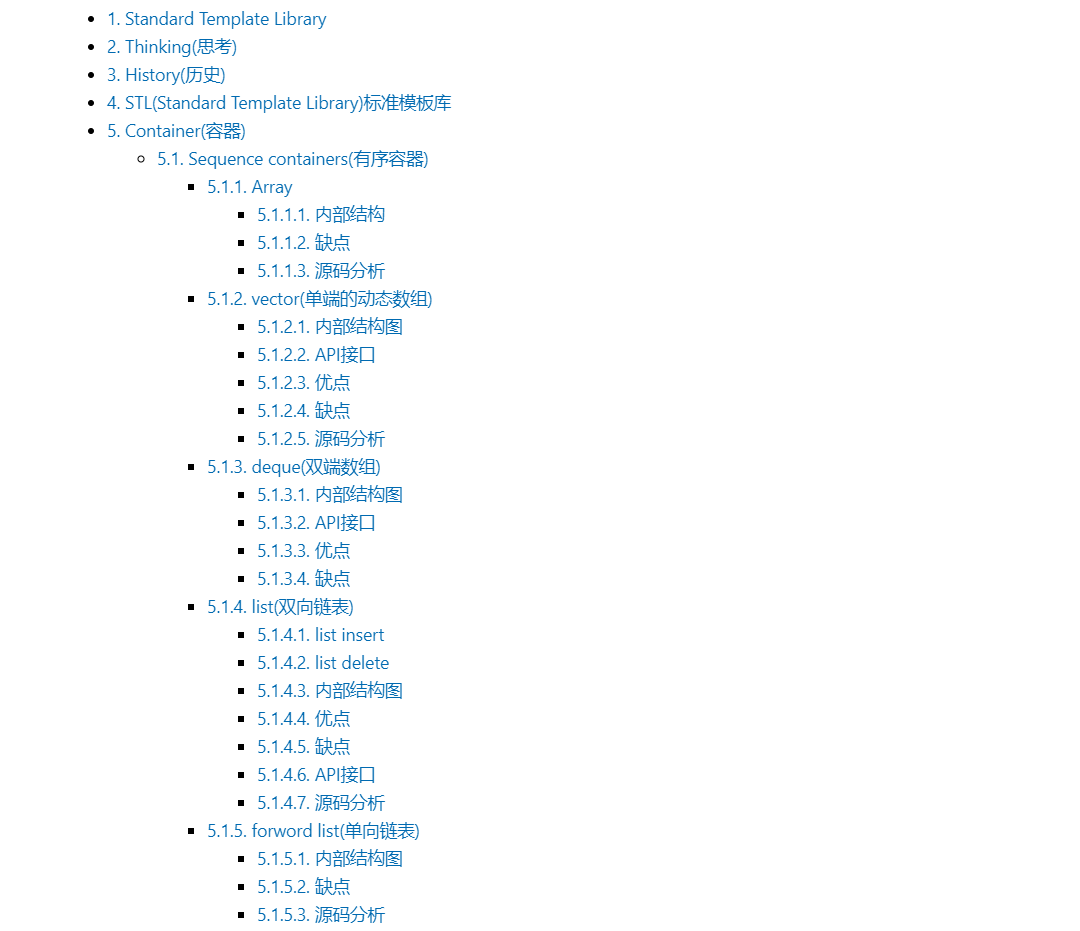 1. Standard Template Library
2. Thinking(思考)
3. History(历史)
4. STL(Standard Template Library)标准模板库
5. Container(容器)
5.1. Sequence containers(有序容器)
5.1.1. Array
5.1.1.1. 内部结构
5.1.1.2. 缺点
5.1.1.3. 源码分析
5.1.2. vector(单端的动态数组)
5.1.2.1. 内部结构图
5.1.2.2. API接口
5.1.2.3. 优点
5.1.2.4. 缺点
5.1.2.5. 源码分析
5.1.3. deque(双端数组)
5.1.3.1. 内部结构图
5.1.3.2. API接口
5.1.3.3. 优点
5.1.3.4. 缺点
5.1.4. list(双向链表)
5.1.4.1. list insert
5.1.4.2. list delete
5.1.4.3. 内部结构图
5.1.4.4. 优点
5.1.4.5. 缺点
5.1.4.6. API接口
5.1.4.7. 源码分析
5.1.5. forword list(单向链表)
5.1.5.1. 内部结构图
5.1.5.2. 缺点
5.1.5.3. 源码分析